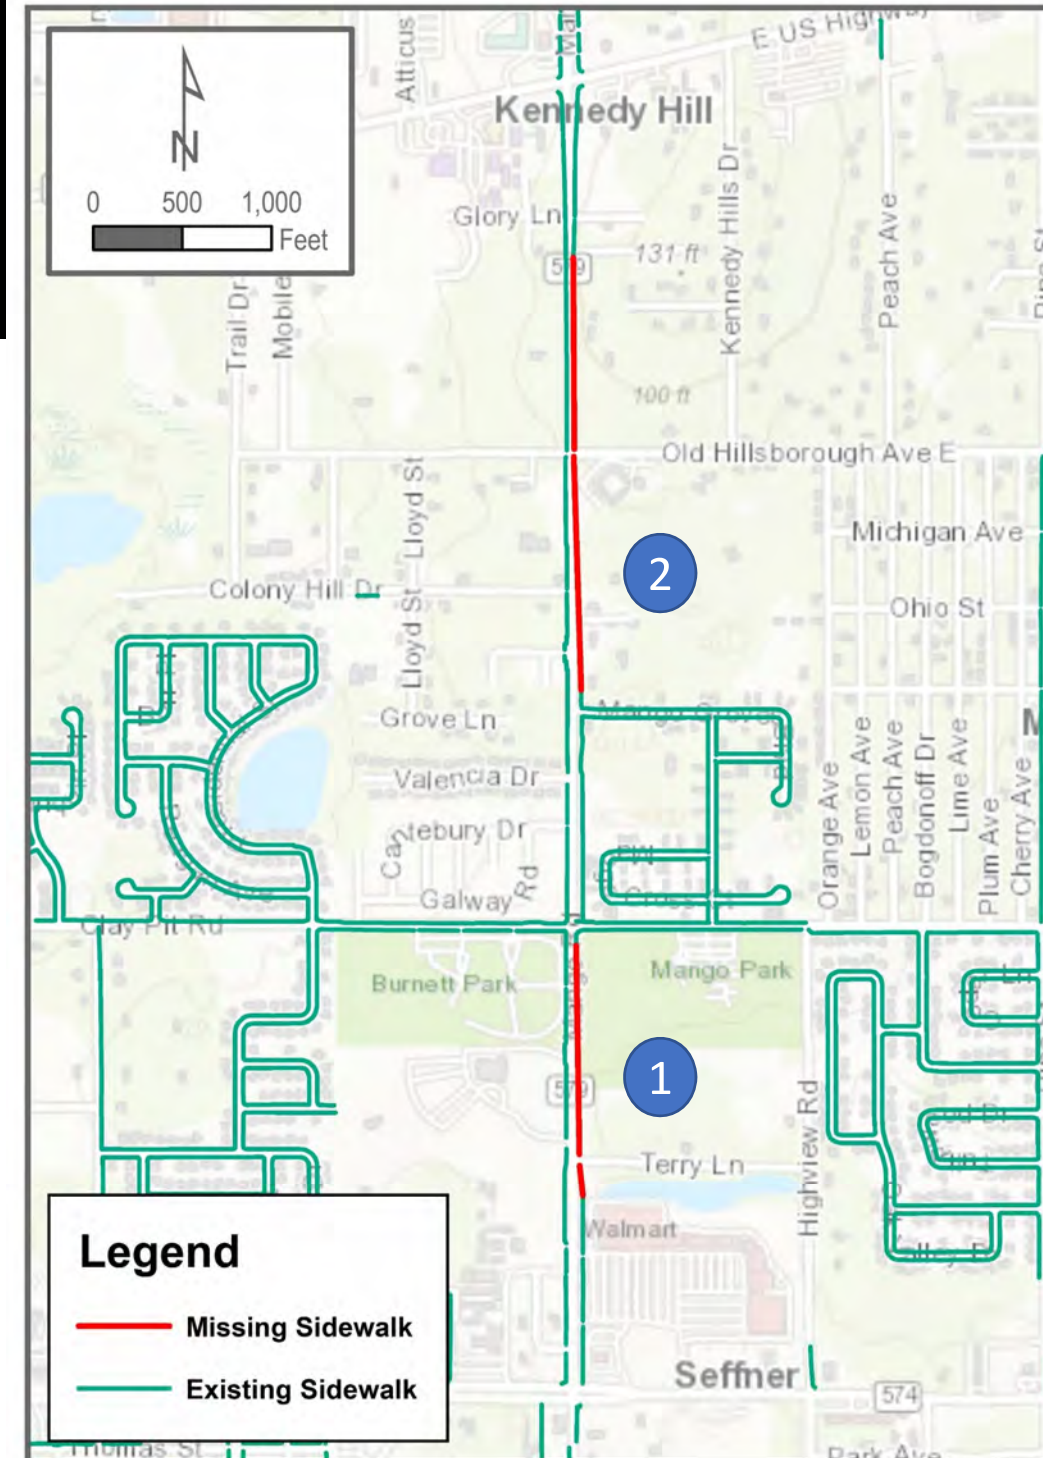 Atticus
E US Highway
Kennedy Hill
N
0 500 1,000
Feet
Glory Ln
579
131 ft
Kennedy Hills Dr
Peach Ave
Trail Dr
Mobile
100 ft
Old Hillsborough Ave E
Lloyd St
Michigan Ave
2
Colony Hill Dr
Ohio St
Lloyd St
Grove Ln
Valencia Dr
Orange Ave
Lemon Ave
Peach Ave
Bogdonoff Dr
Lime Ave
Plum Ave
Cherry Ave
Galway Rd
Clay Pit Rd
Burnett Park
Mango Park
1
579
Terry Ln
Highview Rd
Walmart
Legend
Missing Sidewalk
Existing Sidewalk
Seffner
574
Thomas St
Park Ave